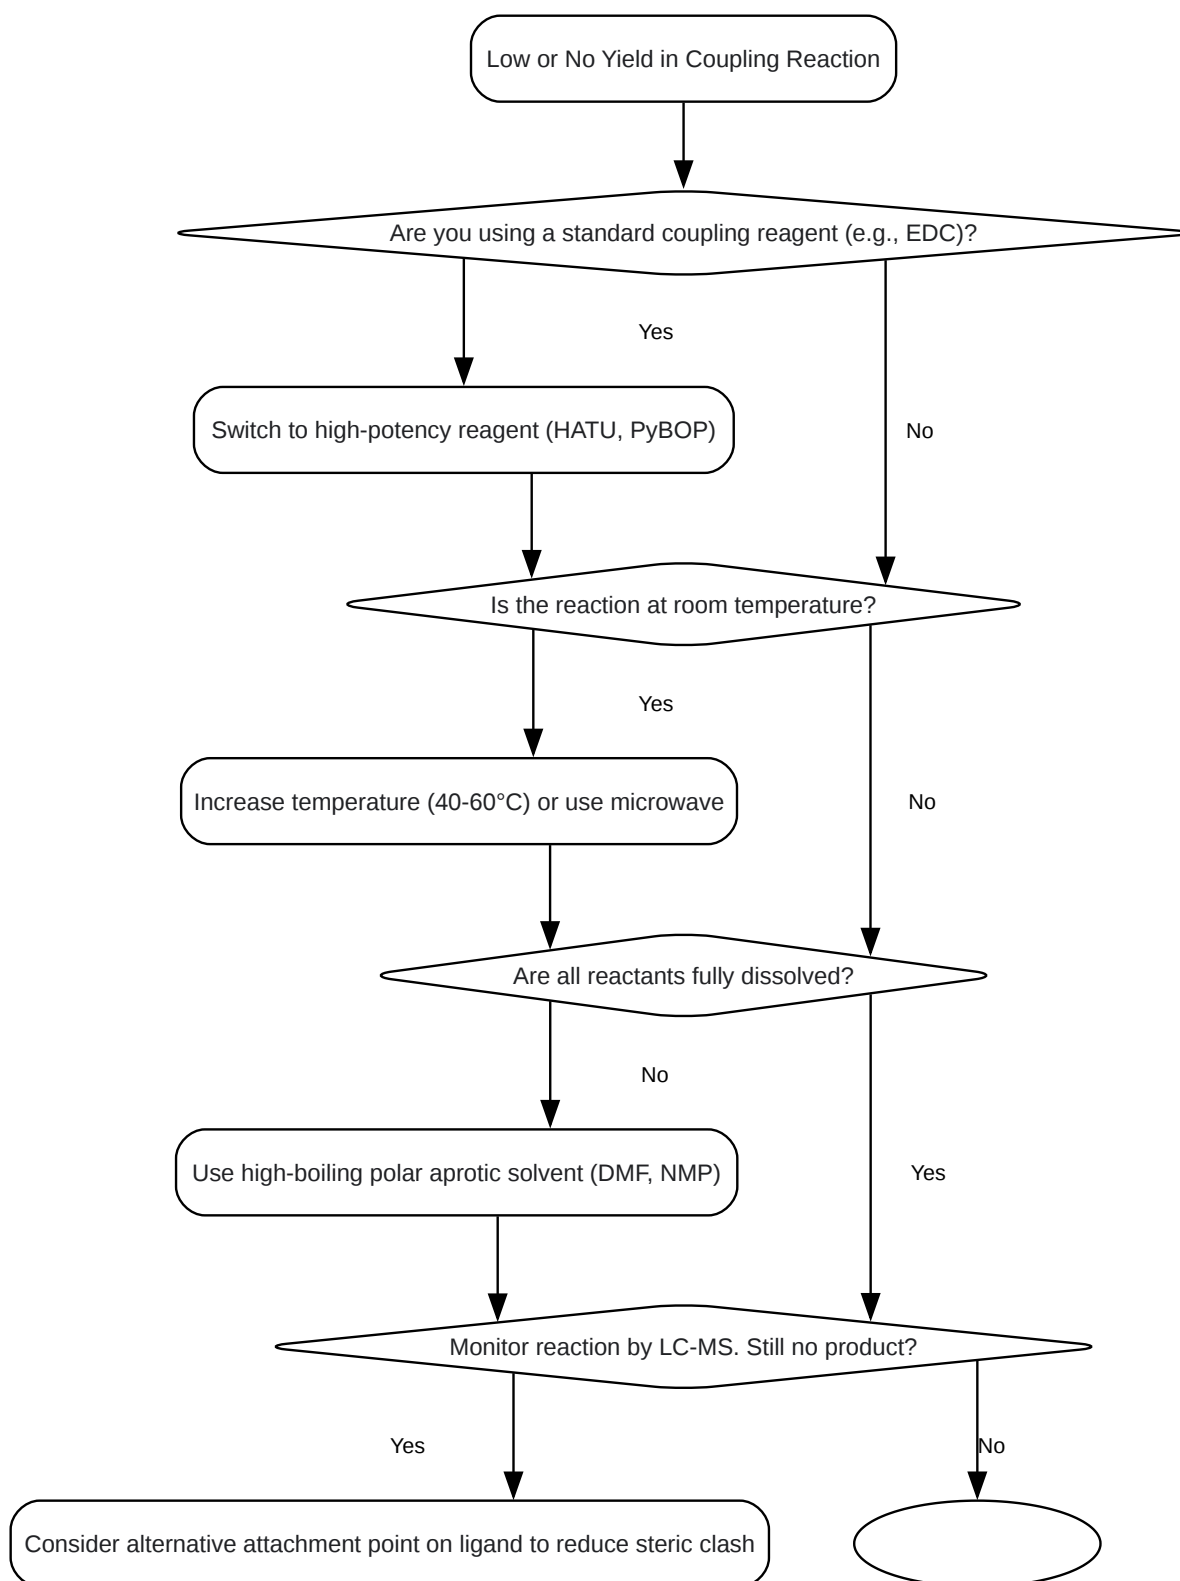 Low or No Yield in Coupling Reaction
Are you using a standard coupling reagent (e.g., EDC)?
Yes
Switch to high-potency reagent (HATU, PyBOP)
No
Is the reaction at room temperature?
Yes
Increase temperature (40-60°C) or use microwave
No
Are all reactants fully dissolved?
No
Use high-boiling polar aprotic solvent (DMF, NMP)
Yes
Monitor reaction by LC-MS. Still no product?
Yes
No
Consider alternative attachment point on ligand to reduce steric clash